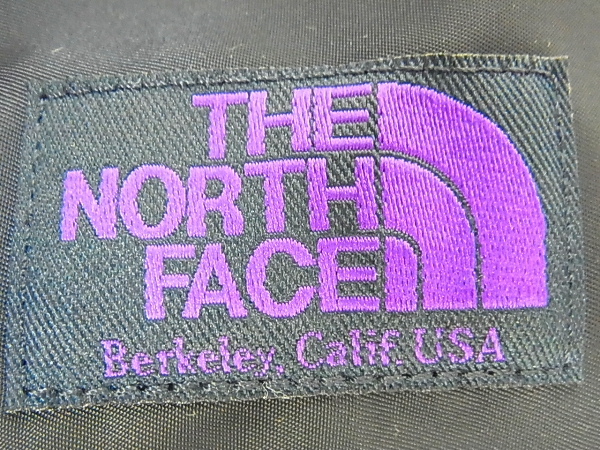 THE
NORTH
FACE
Berkeley, Calif. USA